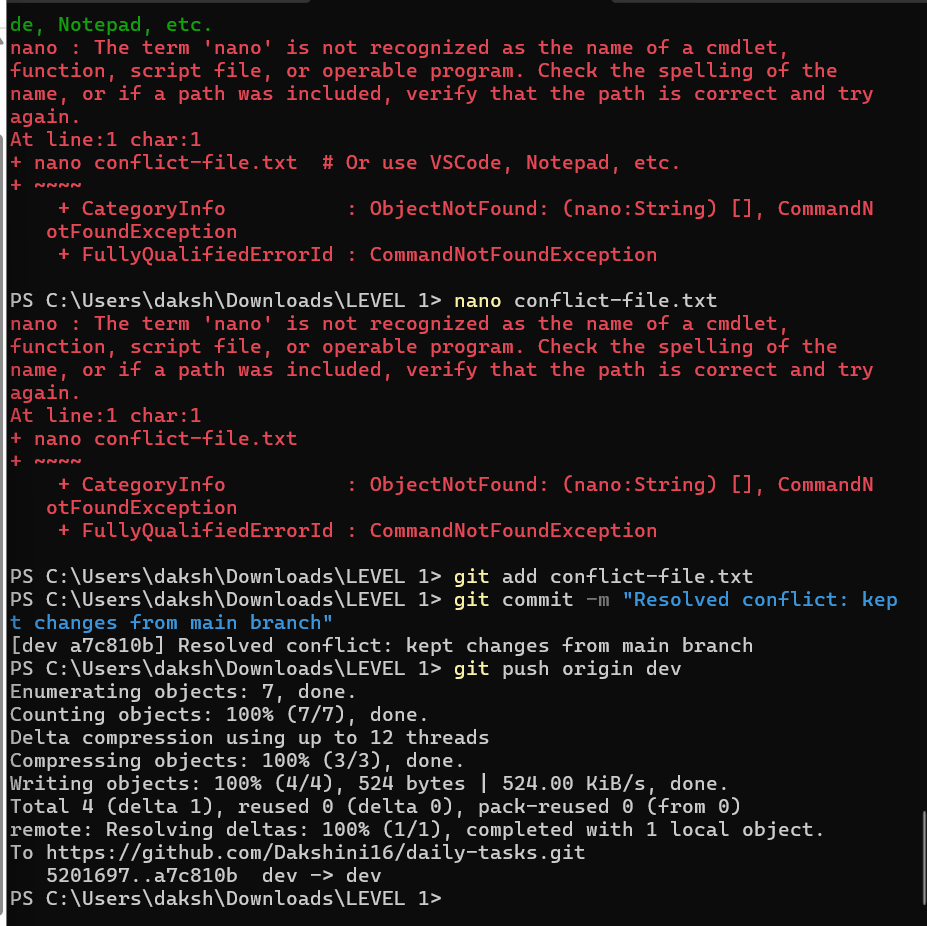 de, Notepad, etc.
nano : The term 'nano' is not recognized as the name of a cmdlet,
function, script file, or operable program. Check the spelling of the
name, or if a path was included, verify that the path is correct and try
again.
At line:1 char:1
+ nano conflict-file.txt  # Or use VSCode, Notepad, etc.
+ ~~~~
    + CategoryInfo          : ObjectNotFound: (nano:String) [], CommandN
   otFoundException
    + FullyQualifiedErrorId : CommandNotFoundException

PS C:\Users\daksh\Downloads\LEVEL 1> nano conflict-file.txt
nano : The term 'nano' is not recognized as the name of a cmdlet,
function, script file, or operable program. Check the spelling of the
name, or if a path was included, verify that the path is correct and try
again.
At line:1 char:1
+ nano conflict-file.txt
+ ~~~~
    + CategoryInfo          : ObjectNotFound: (nano:String) [], CommandN
   otFoundException
    + FullyQualifiedErrorId : CommandNotFoundException

PS C:\Users\daksh\Downloads\LEVEL 1> git add conflict-file.txt
PS C:\Users\daksh\Downloads\LEVEL 1> git commit -m "Resolved conflict: kep
t changes from main branch"
[dev a7c810b] Resolved conflict: kept changes from main branch
PS C:\Users\daksh\Downloads\LEVEL 1> git push origin dev
Enumerating objects: 7, done.
Counting objects: 100% (7/7), done.
Delta compression using up to 12 threads
Compressing objects: 100% (3/3), done.
Writing objects: 100% (4/4), 524 bytes | 524.00 KiB/s, done.
Total 4 (delta 1), reused 0 (delta 0), pack-reused 0 (from 0)
remote: Resolving deltas: 100% (1/1), completed with 1 local object.
To https://github.com/Dakshini16/daily-tasks.git
   5201697..a7c810b  dev -> dev
PS C:\Users\daksh\Downloads\LEVEL 1>